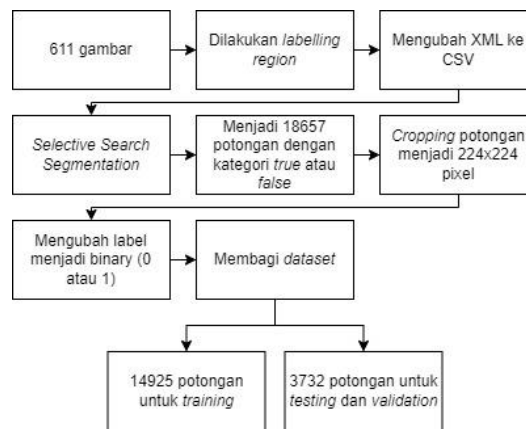 611 gambar
Dilakukan labelling
region
Mengubah XML ke
CSV
Selective Search
Segmentation
Menjadi 18657
potongan dengan
kategori true atau
false
Cropping potongan
menjadi 224x224
pixel
Mengubah label
menjadi binary (0
atau 1)
Membagi dataset
14925 potongan
untuk training
3732 potongan untuk
testing dan validation